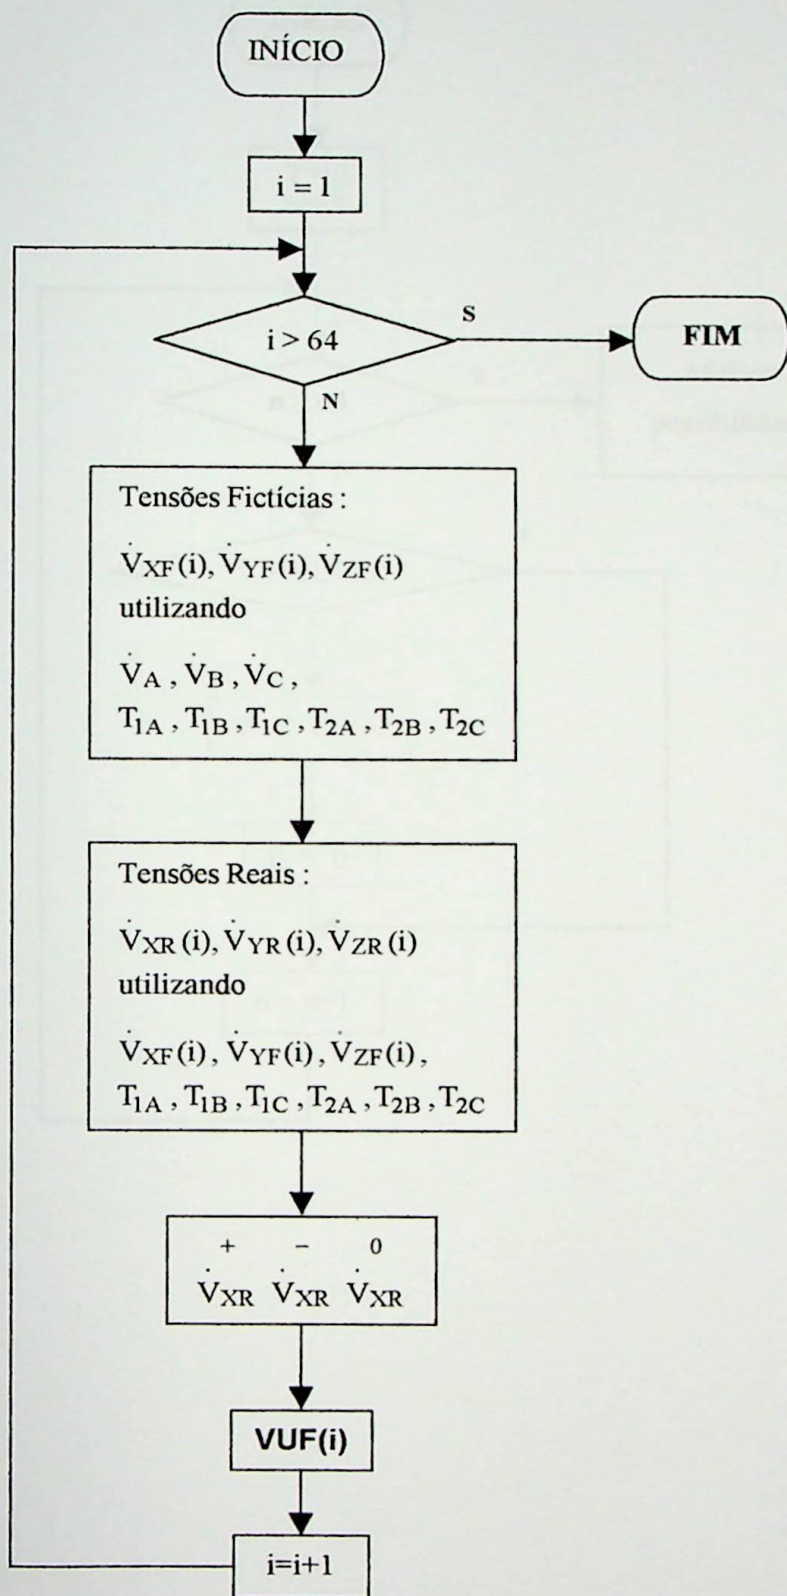 INÍCIO
i = 1
i > 64
S
FIM
N
Tensões Fictícias :
V̇XF(i), V̇YF(i), V̇ZF(i)
utilizando
V̇A , V̇B , V̇C ,
T1A , T1B , T1C , T2A , T2B , T2C
Tensões Reais :
V̇XR (i), V̇YR (i), V̇ZR (i)
utilizando
V̇XF(i), V̇YF(i), V̇ZF(i),
T1A , T1B , T1C , T2A , T2B , T2C
+ − 0
V̇XR V̇XR V̇XR
VUF(i)
i=i+1